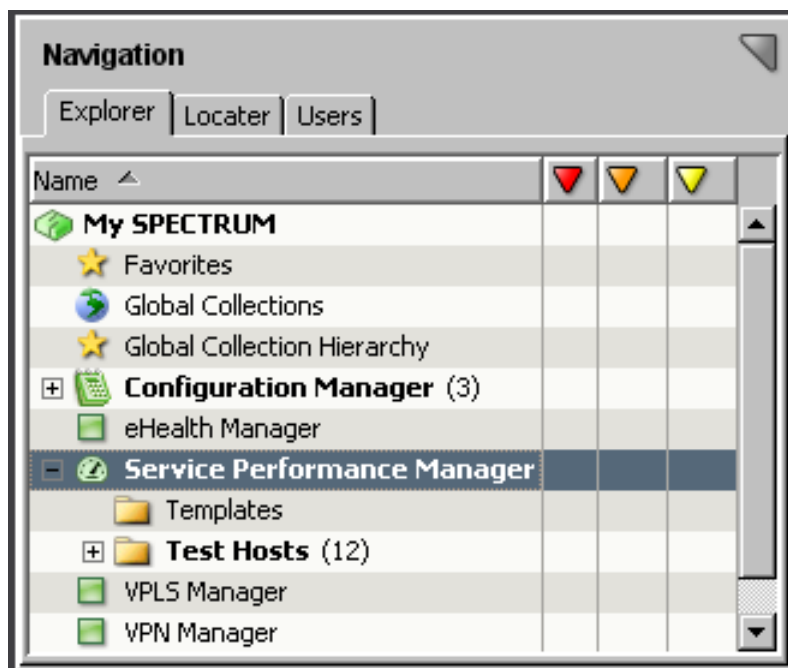 Navigation
Explorer Locater Users
Name
My SPECTRUM
Favorites
Global Collections
Global Collection Hierarchy
Configuration Manager (3)
eHealth Manager
Service Performance Manager
Templates
Test Hosts (12)
VPLS Manager
VPN Manager